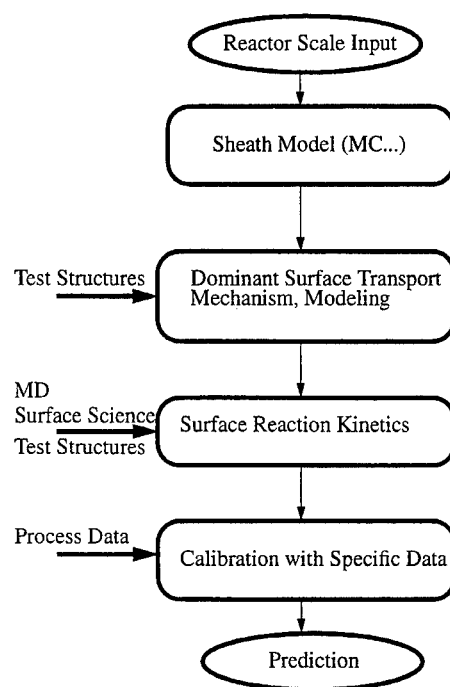 Reactor Scale Input
Sheath Model (MC...)
Test Structures
Dominant Surface Transport
Mechanism, Modeling
MD
Surface Science
Test Structures
Surface Reaction Kinetics
Process Data
Calibration with Specific Data
Prediction